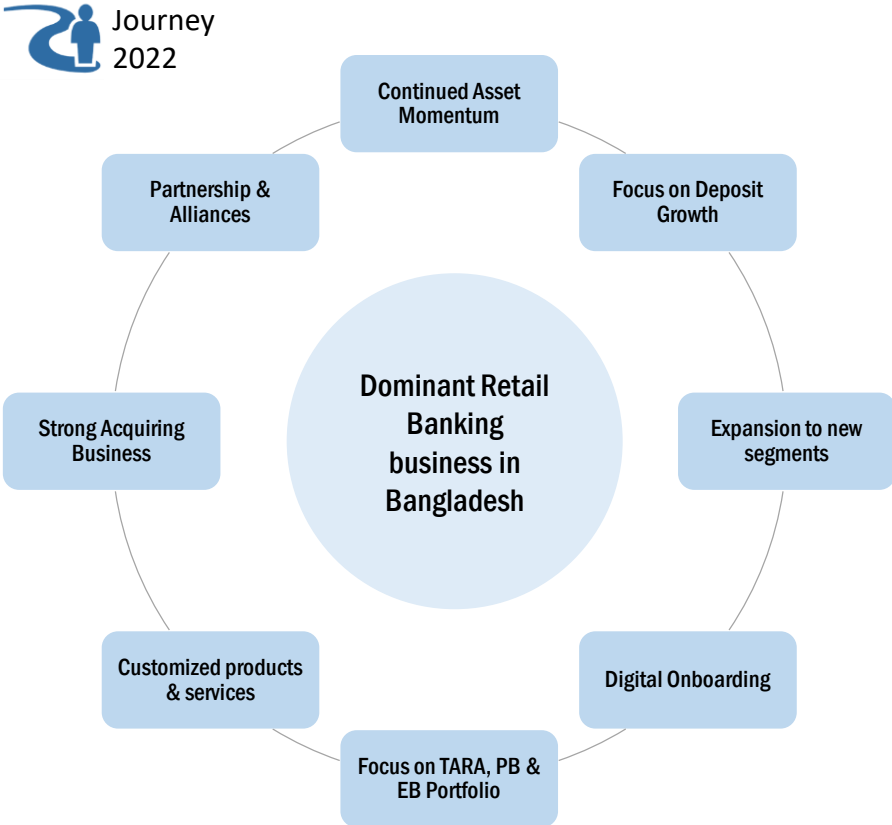 Journey
2022
Continued Asset
Momentum
Focus on Deposit
Growth
Expansion to new
segments
Digital Onboarding
Focus on TARA, PB &
EB Portfolio
Customized products
& services
Strong Acquiring
Business
Partnership &
Alliances
Dominant Retail
Banking
business in
Bangladesh